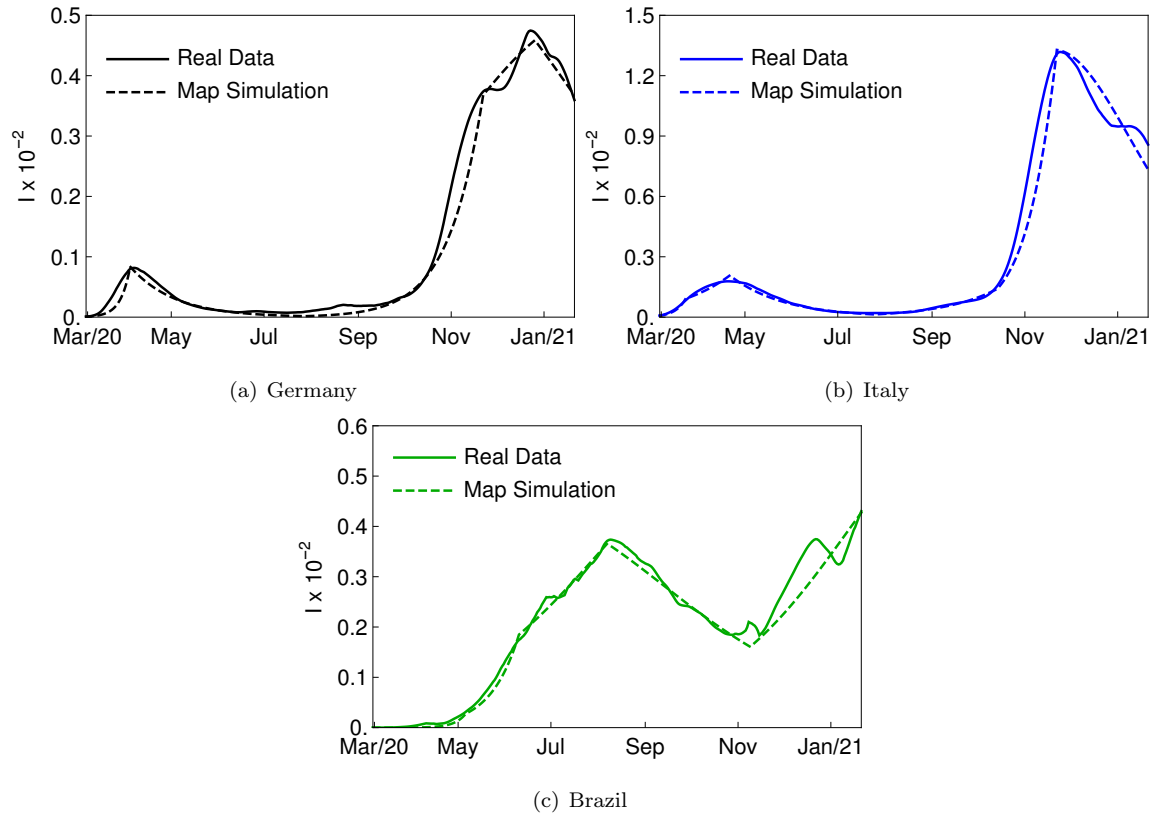 0.5
Real Data
Map Simulation
0.4
0.3
I x 10⁻²
0.2
0.1
0.
Mar/20 May Jul Sep Nov Jan/21
(a) Germany
1.5
Real Data
Map Simulation
1.2
0.9
I x 10⁻²
0.6
0.3
0.
Mar/20 May Jul Sep Nov Jan/21
(b) Italy
0.6
Real Data
0.5
Map Simulation
0.4
0.3
I x 10⁻²
0.2
0.1
0.
Mar/20 May Jul Sep Nov Jan/21
(c) Brazil